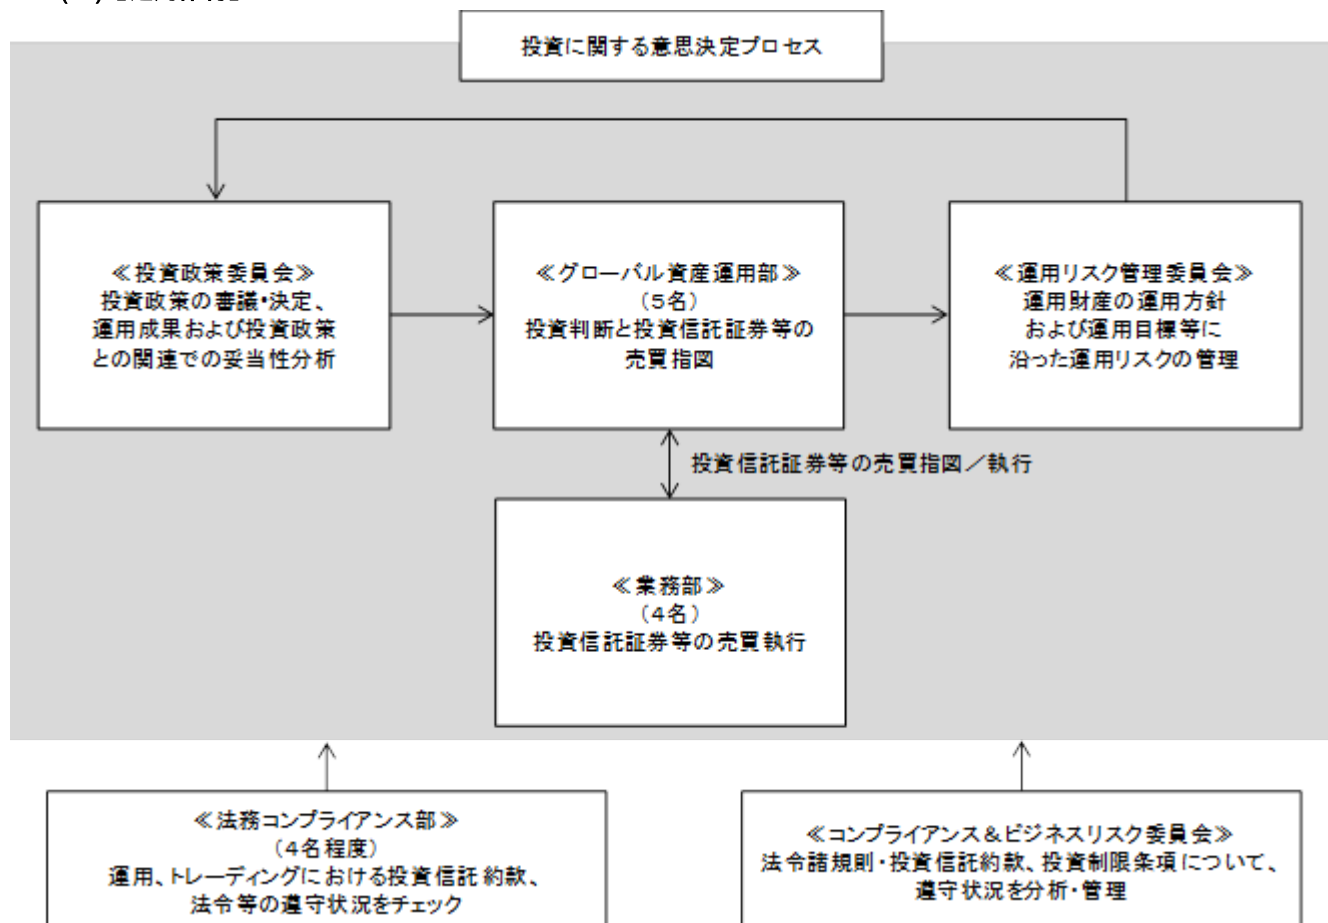 投資に関する意思決定プロセス
≪投資政策委員会≫
投資政策の審議・決定、
運用成果および投資政策
との関連での妥当性分析
≪グローバル資産運用部≫
(5名)
投資判断と投資信託証券等の
売買指図
≪運用リスク管理委員会≫
運用財産の運用方針
および運用目標等に
沿った運用リスクの管理
投資信託証券等の売買指図／執行
≪業務部≫
(4名)
投資信託証券等の売買執行
≪法務コンプライアンス部≫
(4名程度)
運用、トレーディングにおける投資信託約款、
法令等の遵守状況をチェック
≪コンプライアンス＆ビジネスリスク委員会≫
法令諸規則・投資信託約款、投資制限条項について、
遵守状況を分析・管理